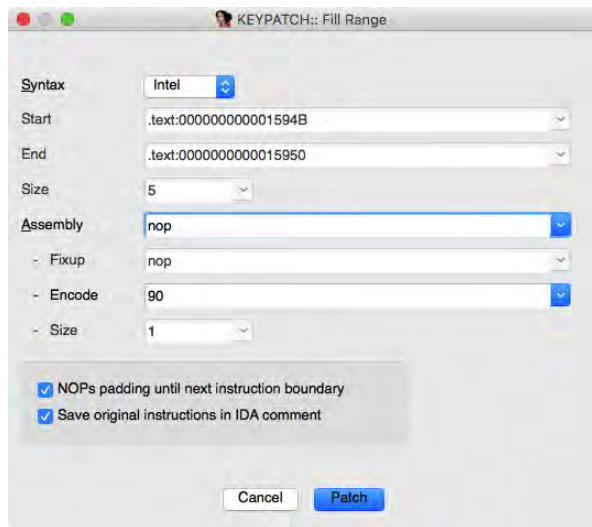 KEYPATCH:: Fill Range
Syntax Intel
Start .text:000000000001594B
End .text:0000000000015950
Size 5
Assembly nop
- Fixup nop
- Encode 90
- Size 1
NOPs padding until next instruction boundary
Save original instructions in IDA comment
Cancel Patch